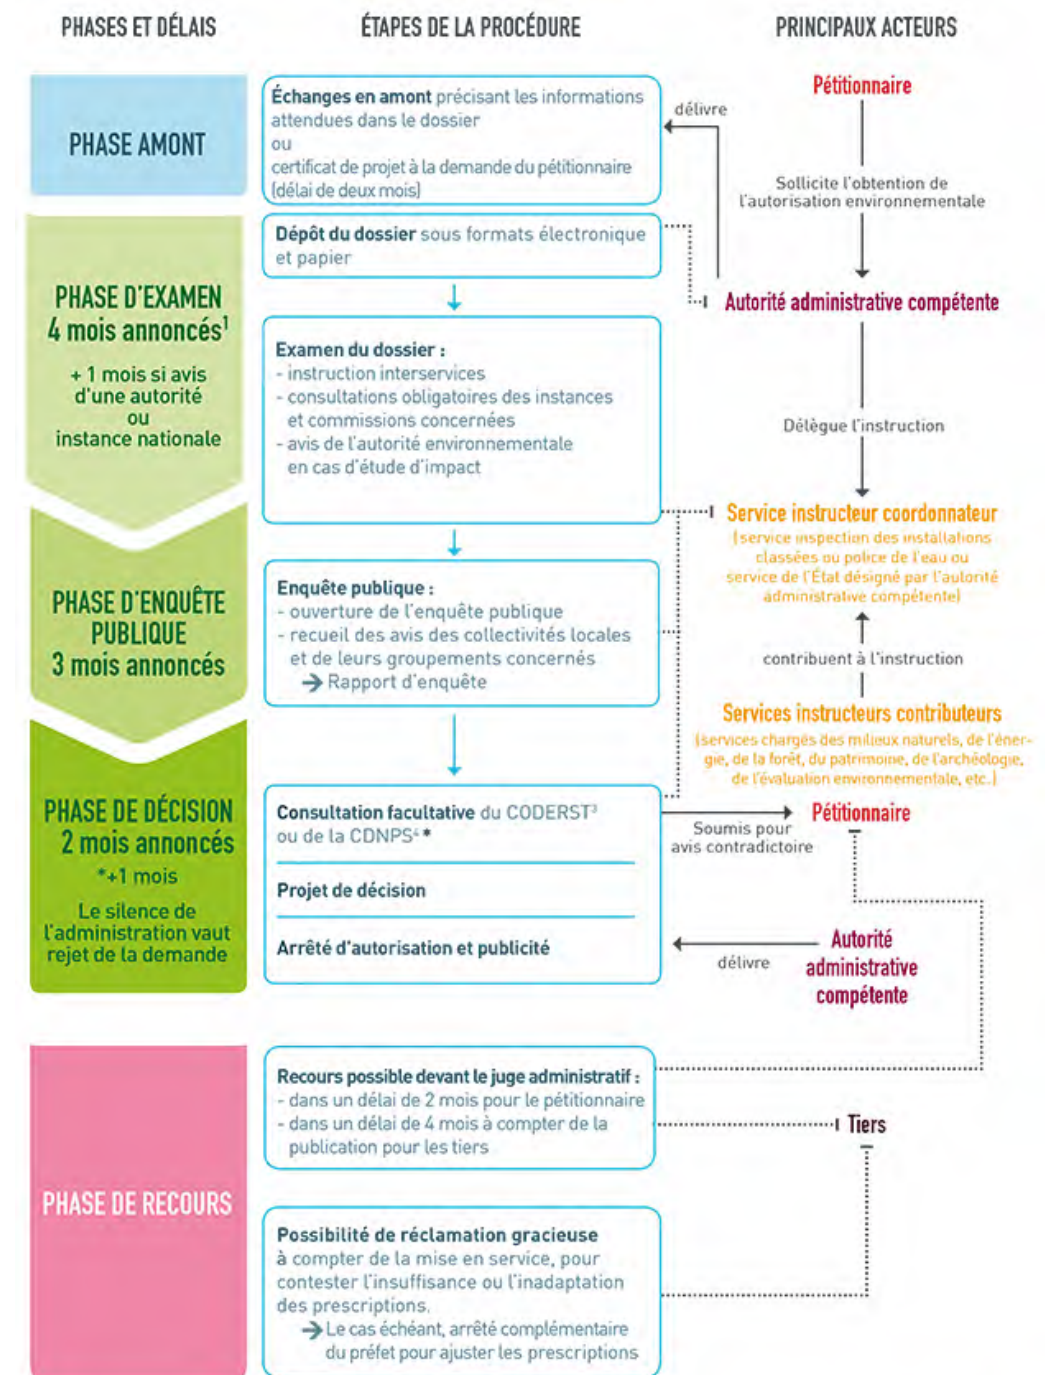 PHASES ET DÉLAIS
ÉTAPES DE LA PROCÉDURE
PRINCIPAUX ACTEURS
PHASE AMONT
Échanges en amont précisant les informations
attendues dans le dossier
ou
certificat de projet à la demande du pétitionnaire
(délai de deux mois)
délivre
Pétitionnaire
Sollicite l'obtention de
l'autorisation environnementale
PHASE D'EXAMEN
4 mois annoncés¹
+ 1 mois si avis
d'une autorité
ou
instance nationale
Dépôt du dossier sous formats électronique
et papier
Autorité administrative compétente
Examen du dossier :
- instruction interservices
- consultations obligatoires des instances
et commissions concernées
- avis de l'autorité environnementale
en cas d'étude d'impact
Délègue l'instruction
Service instructeur coordonnateur
(service inspection des installations
classées ou police de l'eau ou
service de l'État désigné par l'autorité
administrative compétente)
PHASE D'ENQUÊTE
PUBLIQUE
3 mois annoncés
Enquête publique :
- ouverture de l'enquête publique
- recueil des avis des collectivités locales
et de leurs groupements concernés
→ Rapport d'enquête
contribuent à l'instruction
Services instructeurs contributeurs
(services chargés des milieux naturels, de l'éner-
gie, de la forêt, du patrimoine, de l'archéologie,
de l'évaluation environnementale, etc.)
PHASE DE DÉCISION
2 mois annoncés
*+1 mois
Le silence de
l'administration vaut
rejet de la demande
Consultation facultative du CODERST³
ou de la CDNPS⁴ *
Projet de décision
Arrêté d'autorisation et publicité
Soumis pour
avis contradictoire
Pétitionnaire
délivre
Autorité
administrative
compétente
PHASE DE RECOURS
Recours possible devant le juge administratif :
- dans un délai de 2 mois pour le pétitionnaire
- dans un délai de 4 mois à compter de la
publication pour les tiers
Tiers
Possibilité de réclamation gracieuse
à compter de la mise en service, pour
contester l'insuffisance ou l'inadaptation
des prescriptions.
→ Le cas échéant, arrêté complémentaire
du préfet pour ajuster les prescriptions